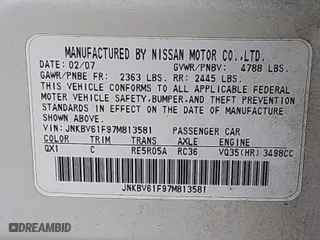 MANUFACTURED BY NISSAN MOTOR CO.,LTD.
DATE 02/07 GVWR/PNBV: 4788 LBS.
GAWR/PNBE FR: 2363 LBS. RR: 2445 LBS.
THIS VEHICLE CONFORMS TO ALL APPLICABLE FEDERAL
MOTOR VEHICLE SAFETY, BUMPER, AND THEFT PREVENTION
STANDARDS IN EFFECT ON THE DATE OF MANUFACTURE
SHOWN ABOVE.
VIN: JNKBV61F97M813581 PASSENGER CAR
COLOR TRIM TRANS AXLE ENGINE
QX1 C RE5R05A RC36 VQ35(HR) 3498CC
JNKBV61F97M813581
DREAMBID